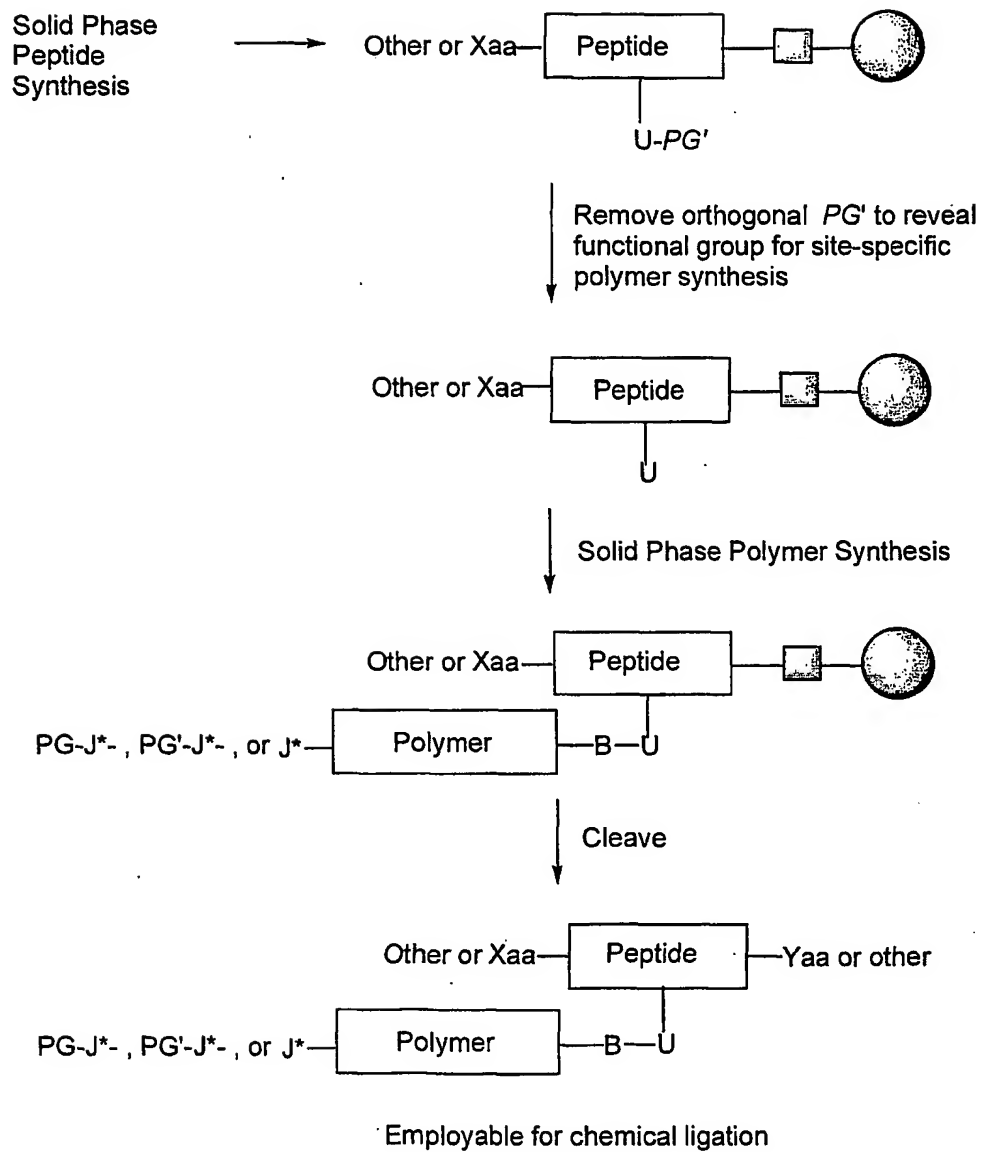 Solid Phase
Peptide
Synthesis
Other or Xaa
Peptide
U-PG'
Remove orthogonal PG' to reveal
functional group for site-specific
polymer synthesis
Other or Xaa
Peptide
U
Solid Phase Polymer Synthesis
Other or Xaa
Peptide
PG-J*- , PG'-J*- , or J*
Polymer
B
U
Cleave
Other or Xaa
Peptide
Yaa or other
PG-J*- , PG'-J*- , or J*
Polymer
B
U
Employable for chemical ligation